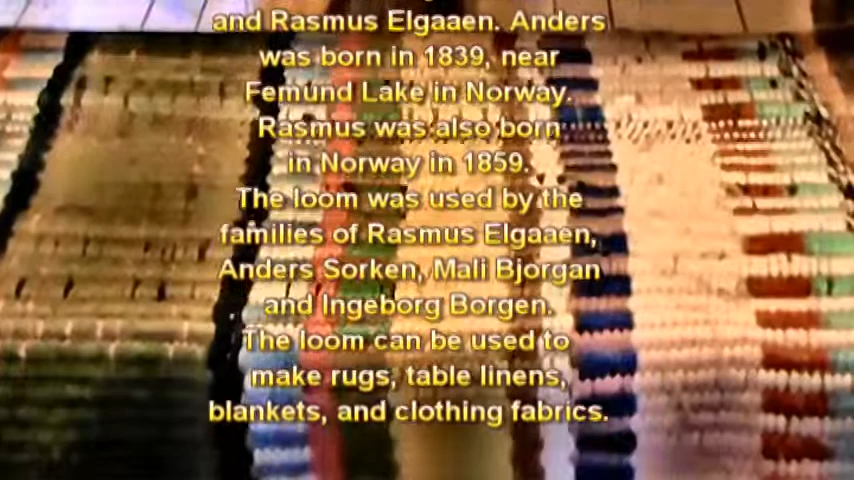 and Rasmus Elgaaen. Anders
was born in 1839, near
Femund Lake in Norway.
Rasmus was also born
in Norway in 1859.
The loom was used by the
families of Rasmus Elgaaen,
Anders Sorken, Mali Bjorgan
and Ingeborg Borgen.
The loom can be used to
make rugs, table linens,
blankets, and clothing fabrics.